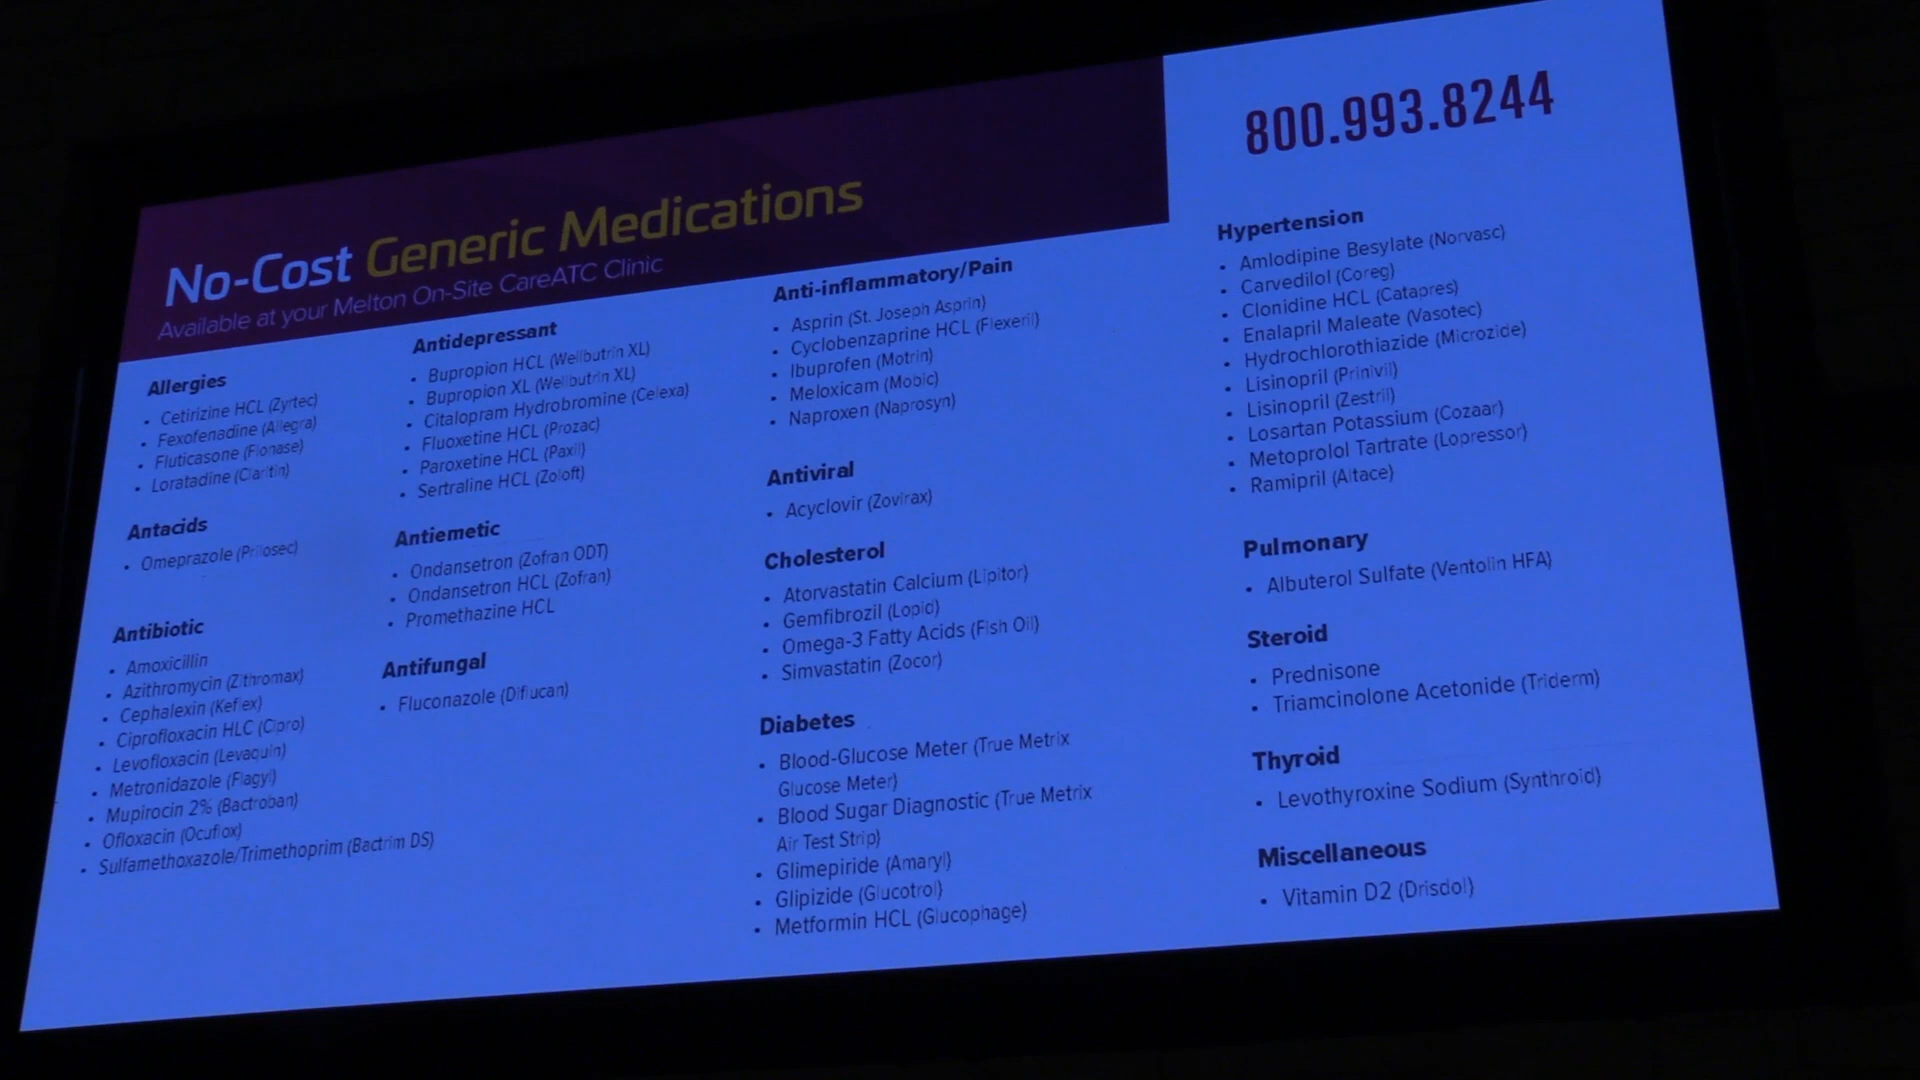 800.993.8244
No-Cost Generic Medications
Available at your Melton On-Site CareATC Clinic
Allergies
• Cetirizine HCL (Zyrtec)
• Fexofenadine (Allegra)
• Fluticasone (Flonase)
• Loratadine (Claritin)
Antacids
• Omeprazole (Prilosec)
Antibiotic
• Amoxicillin
• Azithromycin (Zithromax)
• Cephalexin (Keflex)
• Ciprofloxacin HLC (Cipro)
• Levofloxacin (Levaquin)
• Metronidazole (Flagyl)
• Mupirocin 2% (Bactroban)
• Ofloxacin (Ocuflox)
• Sulfamethoxazole/Trimethoprim (Bactrim DS)
Antidepressant
• Bupropion HCL (Wellbutrin XL)
• Bupropion XL (Wellbutrin XL)
• Citalopram Hydrobromine (Celexa)
• Fluoxetine HCL (Prozac)
• Paroxetine HCL (Paxil)
• Sertraline HCL (Zoloft)
Antiemetic
• Ondansetron (Zofran ODT)
• Ondansetron HCL (Zofran)
• Promethazine HCL
Antifungal
• Fluconazole (Diflucan)
Anti-inflammatory/Pain
• Asprin (St. Joseph Asprin)
• Cyclobenzaprine HCL (Flexeril)
• Ibuprofen (Motrin)
• Meloxicam (Mobic)
• Naproxen (Naprosyn)
Antiviral
• Acyclovir (Zovirax)
Cholesterol
• Atorvastatin Calcium (Lipitor)
• Gemfibrozil (Lopid)
• Omega-3 Fatty Acids (Fish Oil)
• Simvastatin (Zocor)
Diabetes
• Blood-Glucose Meter (True Metrix
Glucose Meter)
• Blood Sugar Diagnostic (True Metrix
Air Test Strip)
• Glimepiride (Amaryl)
• Glipizide (Glucotrol)
• Metformin HCL (Glucophage)
Hypertension
• Amlodipine Besylate (Norvasc)
• Carvedilol (Coreg)
• Clonidine HCL (Catapres)
• Enalapril Maleate (Vasotec)
• Hydrochlorothiazide (Microzide)
• Lisinopril (Prinivil)
• Lisinopril (Zestril)
• Losartan Potassium (Cozaar)
• Metoprolol Tartrate (Lopressor)
• Ramipril (Altace)
Pulmonary
• Albuterol Sulfate (Ventolin HFA)
Steroid
• Prednisone
• Triamcinolone Acetonide (Triderm)
Thyroid
• Levothyroxine Sodium (Synthroid)
Miscellaneous
• Vitamin D2 (Drisdol)